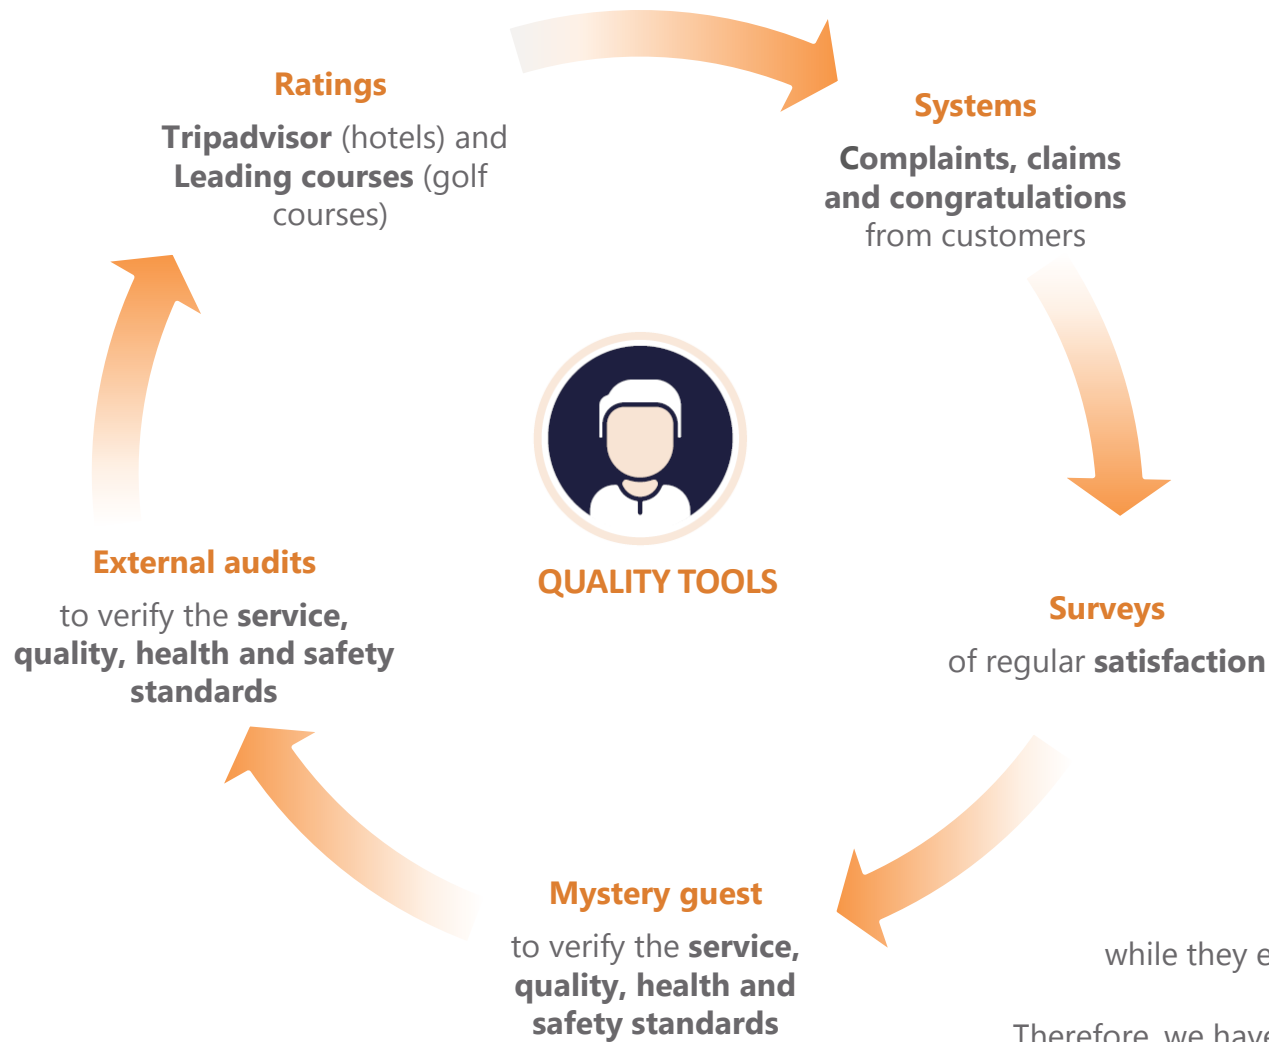 Ratings
Tripadvisor (hotels) and
Leading courses (golf
courses)
Systems
Complaints, claims
and congratulations
from customers
QUALITY TOOLS
External audits
to verify the service,
quality, health and safety
standards
Surveys
of regular satisfaction
Mystery guest
to verify the service,
quality, health and
safety standards
while they e
Therefore, we have